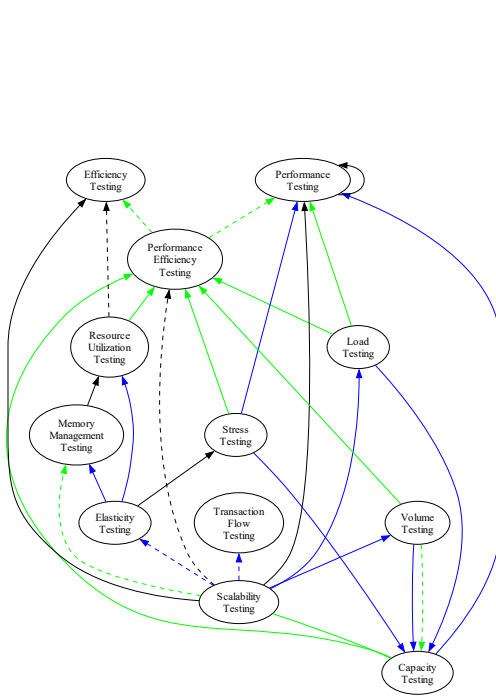 Efficiency
Testing
Performance
Testing
Performance
Efficiency
Testing
Resource
Utilization
Testing
Load
Testing
Memory
Management
Testing
Stress
Testing
Elasticity
Testing
Transaction
Flow
Testing
Volume
Testing
Scalability
Testing
Capacity
Testing